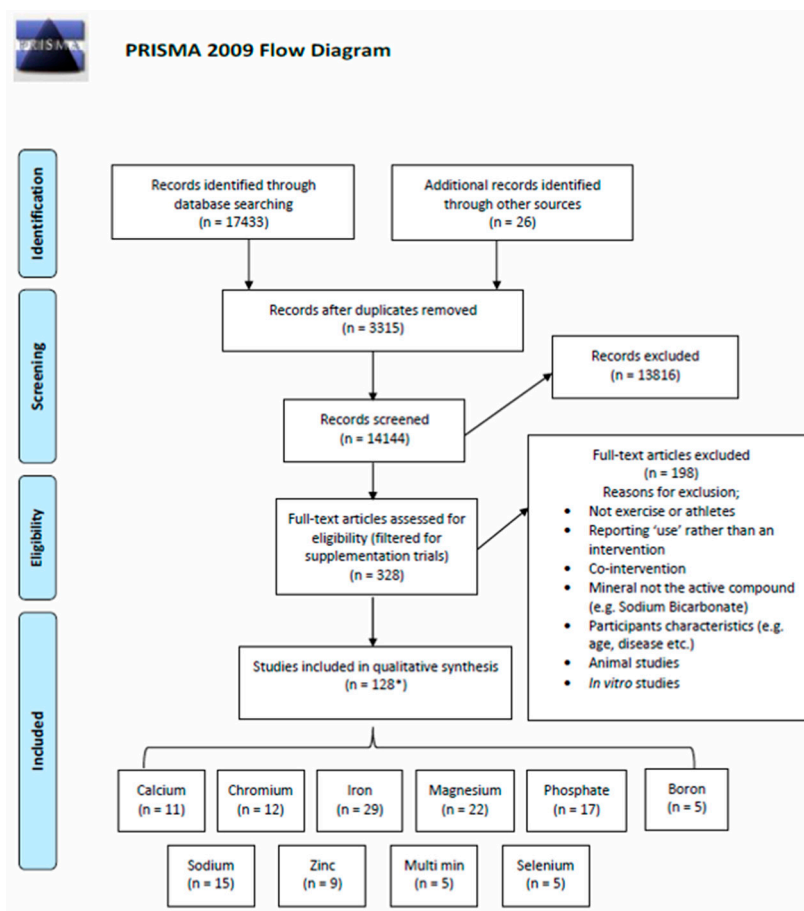 PRISMA
PRISMA 2009 Flow Diagram
Identification
Records identified through
database searching
(n = 17433)
Additional records identified
through other sources
(n = 26)
Screening
Records after duplicates removed
(n = 3315)
Records excluded
(n = 13816)
Records screened
(n = 14144)
Eligibility
Full-text articles assessed for
eligibility (filtered for
supplementation trials)
(n = 328)
Full-text articles excluded
(n = 198)
Reasons for exclusion;
• Not exercise or athletes
• Reporting 'use' rather than an
intervention
• Co-intervention
• Mineral not the active compound
(e.g. Sodium Bicarbonate)
• Participants characteristics (e.g.
age, disease etc.)
• Animal studies
• In vitro studies
Included
Studies included in qualitative synthesis
(n = 128*)
Calcium
(n = 11)
Chromium
(n = 12)
Iron
(n = 29)
Magnesium
(n = 22)
Phosphate
(n = 17)
Boron
(n = 5)
Sodium
(n = 15)
Zinc
(n = 9)
Multi min
(n = 5)
Selenium
(n = 5)